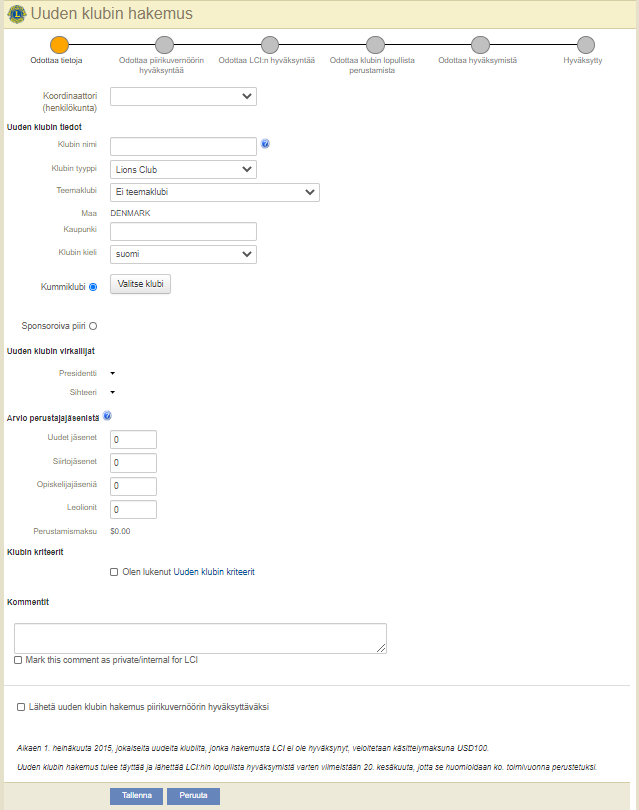 Uuden klubin hakemus
Odottaa tietoja
Odottaa piirikuvernöörin
hyväksyntää
Odottaa LCI:n hyväksyntää
Odottaa klubin lopullista
perustamista
Odottaa hyväksymistä
Hyväksytty
Koordinaattori
(henkilökunta)
Uuden klubin tiedot
Klubin nimi
Klubin tyyppi Lions Club
Teemaklubi Ei teemaklubi
Maa DENMARK
Kaupunki
Klubin kieli suomi
Kummiklubi Valitse klubi
Sponsoroiva piiri
Uuden klubin virkailijat
Presidentti
Sihteeri
Arvio perustajajäsenistä
Uudet jäsenet 0
Siirtojäsenet 0
Opiskelijajäseniä 0
Leolionit 0
Perustamismaksu $0.00
Klubin kriteerit
Olen lukenut Uuden klubin kriteerit
Kommentit
Mark this comment as private/internal for LCI
Lähetä uuden klubin hakemus piirikuvernöörin hyväksyttäväksi
Alkaen 1. heinäkuuta 2015, jokaiselta uudelta klubilta, jonka hakemusta LCI ei ole hyväksynyt, veloitetaan käsittelymaksuna USD100.
Uuden klubin hakemus tulee täyttää ja lähettää LCI:hin lopullista hyväksymistä varten viimeistään 20. kesäkuuta, jotta se huomioidaan ko. toimivuonna perustetuksi.
Tallenna Peruuta